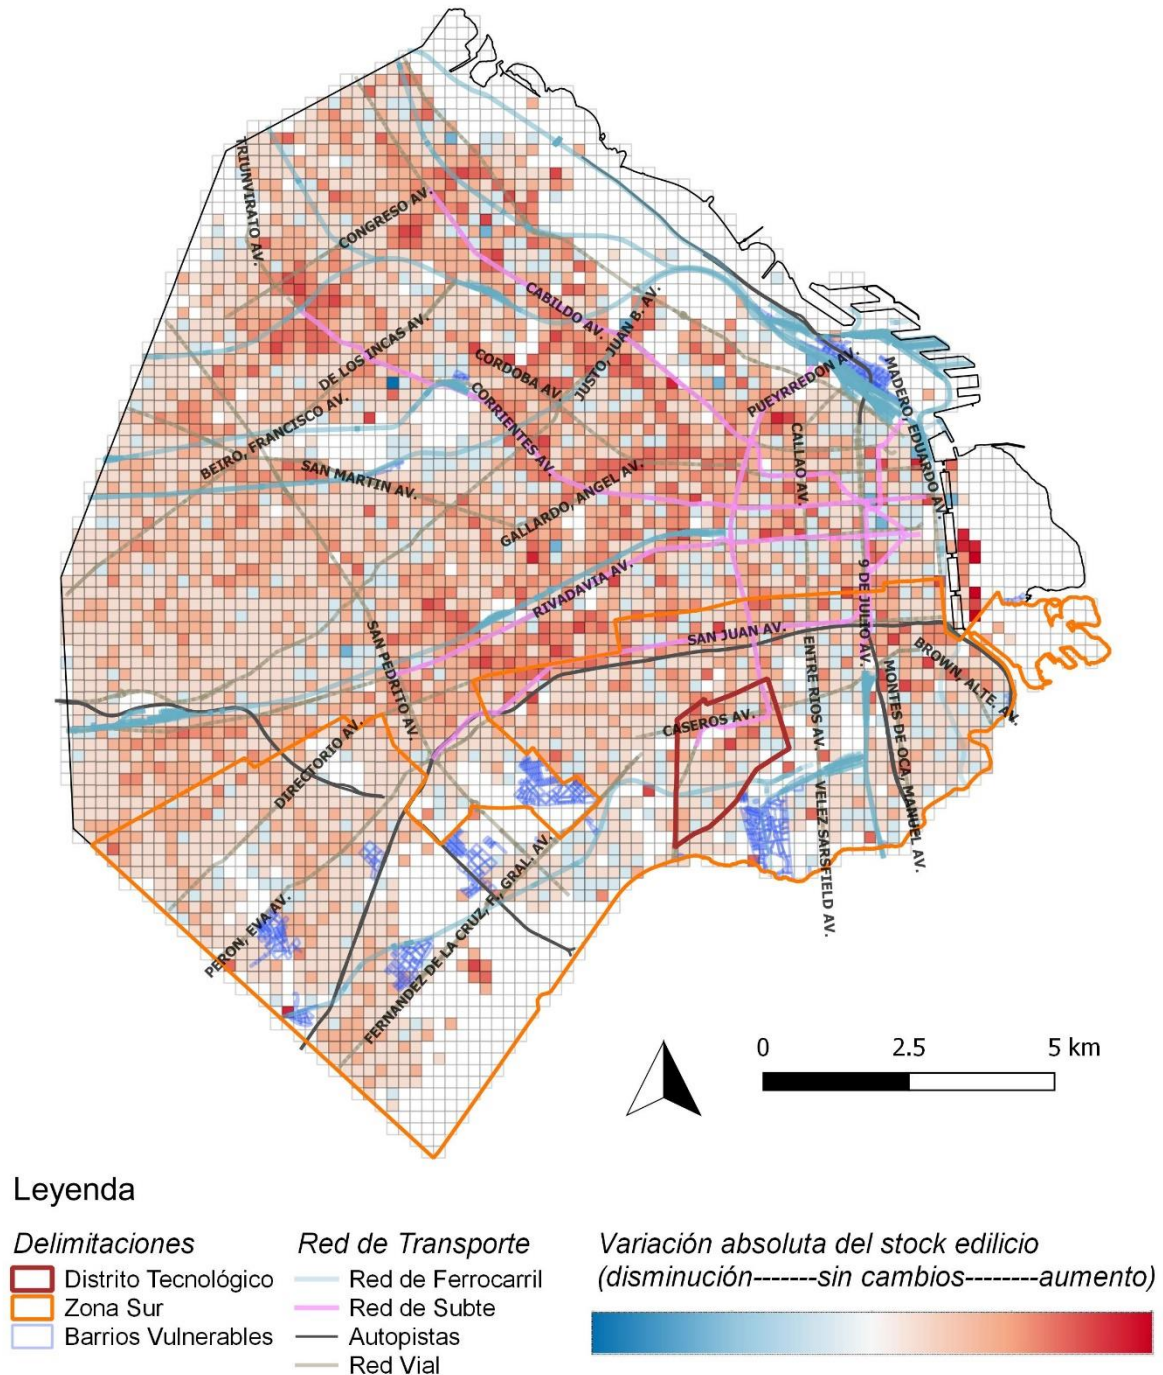 TRIUNVIRATO AV.
CONGRESO AV.
CABILDO AV.
JUSTO, JUAN B. AV.
DE LOS INCAS AV.
CORDOBA AV.
PUEYRREDON AV.
MADERO, EDUARDO AV.
BEIRO, FRANCISCO AV.
CORRIENTES AV.
CALLAO AV.
SAN MARTIN AV.
GALLARDO, ANGEL AV.
RIVADAVIA AV.
9 DE JULIO AV.
SAN PEDRITO AV.
SAN JUAN AV.
ENTRE RIOS AV.
BROWN, ALTE. AV.
MONTES DE OCA, MANUEL AV.
CASEROS AV.
DIRECTORIO AV.
VELEZ SARSFIELD AV.
PERON, EVA AV.
FERNANDEZ DE LA CRUZ, F., GRAL. AV.
0 2.5 5 km
Leyenda
Delimitaciones
Distrito Tecnológico
Zona Sur
Barrios Vulnerables
Red de Transporte
Red de Ferrocarril
Red de Subte
Autopistas
Red Vial
Variación absoluta del stock edilicio
(disminución-------sin cambios--------aumento)